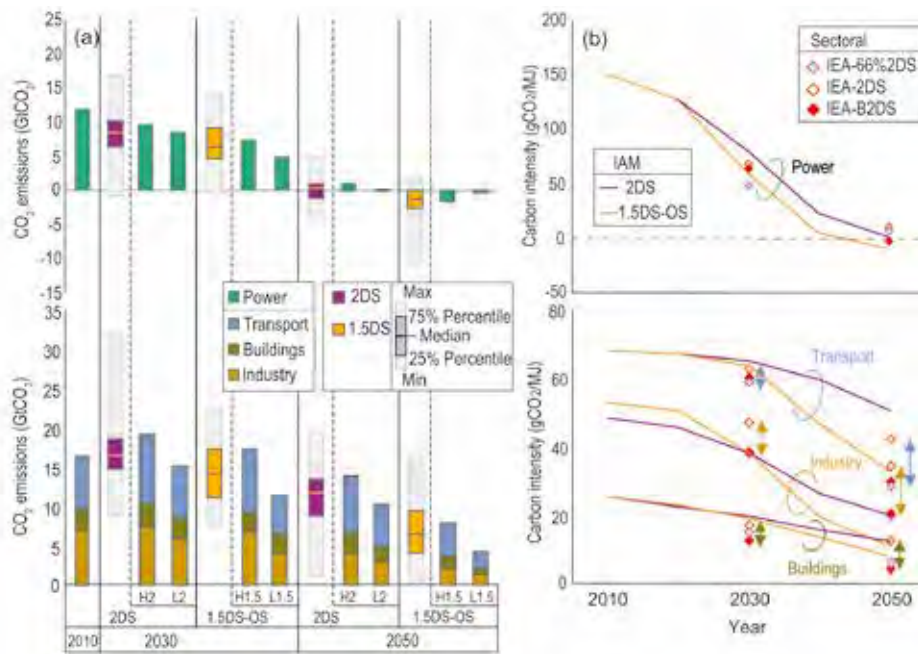 (a)
CO₂ emissions (GtCO₂)
25
20
15
10
5
0
-5
-10
-15
Power
Transport
Buildings
Industry
2DS
1.5DS
Max
75% Percentile
Median
25% Percentile
Min
CO₂ emissions (GtCO₂)
35
30
25
20
15
10
5
0
H2 L2 H1.5 L1.5 H2 L2 H1.5 L1.5
2DS 1.5DS-OS 2DS 1.5DS-OS
2010 2030 2050
(b)
Carbon intensity (gCO₂/MJ)
200
150
100
50
0
-50
Sectoral
IEA-66%2DS
IEA-2DS
IEA-B2DS
IAM
2DS
1.5DS-OS
Power
Carbon intensity (gCO₂/MJ)
80
60
40
20
0
Transport
Industry
Buildings
2010 2030 2050
Year